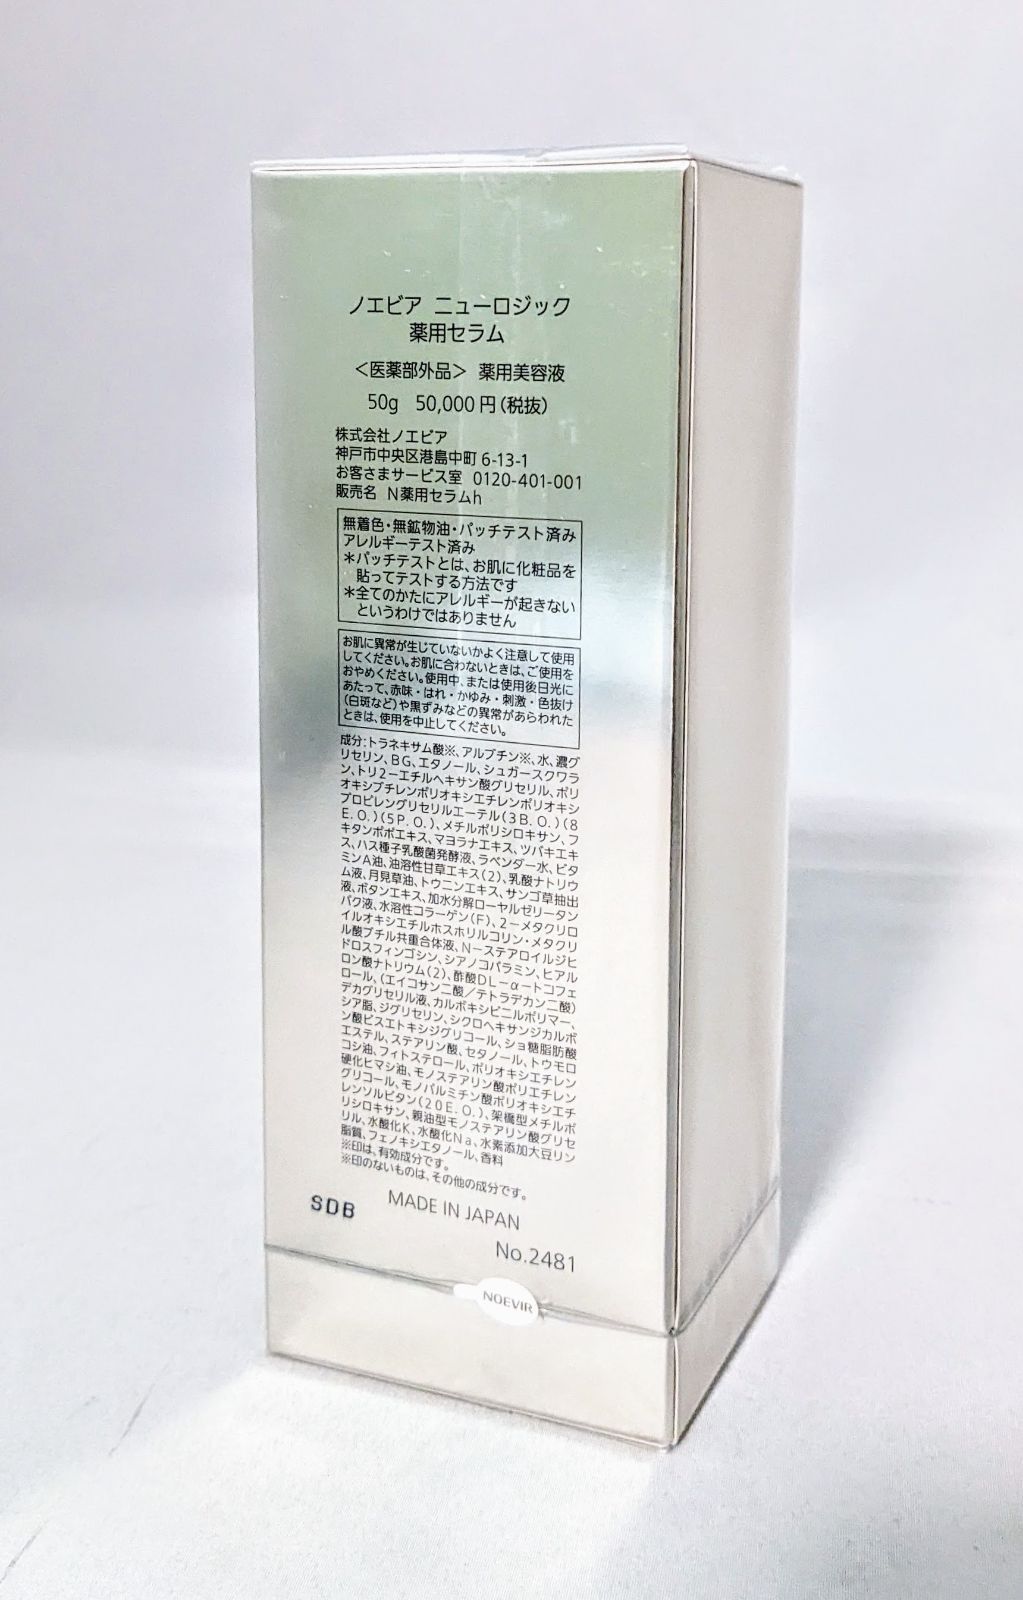 ノエビア ニューロジック
薬用セラム
＜医薬部外品＞ 薬用美容液
50g 50,000円（税抜）
株式会社ノエビア
神戸市中央区港島中町 6-13-1
お客さまサービス室 0120-401-001
販売名 N薬用セラムh
無着色・無鉱物油・パッチテスト済み
アレルギーテスト済み
＊パッチテストとは、お肌に化粧品を
貼ってテストする方法です
＊全てのかたにアレルギーが起きない
というわけではありません
お肌に異常が生じていないかよく注意して使用
してください。お肌に合わないときは、ご使用を
おやめください。使用中、または使用後日光に
あたって、赤味・はれ・かゆみ・刺激・色抜け
（白斑など）や黒ずみなどの異常があらわれた
ときは、使用を中止してください。
成分：トラネキサム酸※、アルブチン※、水、濃グ
リセリン、BG、エタノール、シュガースクワラ
ン、トリ2－エチルヘキサン酸グリセリル、ポリ
オキシブチレンポリオキシエチレンポリオキシ
プロピレングリセリルエーテル（3B.O.）（8
E.O.）（5P.O.）、メチルポリシロキサン、フ
キタンポポエキス、マヨラナエキス、ツバキエキ
ス、ハス種子乳酸菌発酵液、ラベンダー水、ビタ
ミンA油、油溶性甘草エキス（2）、乳酸ナトリウ
ム液、月見草油、トウニンエキス、サンゴ草抽出
液、ボタンエキス、加水分解ローヤルゼリータン
パク液、水溶性コラーゲン（F）、2－メタクリロ
イルオキシエチルホスホリルコリン・メタクリ
ル酸ブチル共重合体液、N－ステアロイルジヒ
ドロスフィンゴシン、シアノコバラミン、ヒアル
ロン酸ナトリウム（2）、酢酸DL－α－トコフェ
ロール、（エイコサン二酸／テトラデカン二酸）
デカグリセリル液、カルボキシビニルポリマー、
シア脂、ジグリセリン、シクロヘキサンジカルボ
ン酸ビスエトキシジグリコール、ショ糖脂肪酸
エステル、ステアリン酸、セタノール、トウモロ
コシ油、フィトステロール、ポリオキシエチレン
硬化ヒマシ油、モノステアリン酸ポリエチレン
グリコール、モノパルミチン酸ポリオキシエチ
レンソルビタン（20E.O.）、架橋型メチルポ
リシロキサン、親油型モノステアリン酸グリセ
リル、水酸化K、水酸化Na、水素添加大豆リン
脂質、フェノキシエタノール、香料
※印は、有効成分です。
※印のないものは、その他の成分です。
SDB
MADE IN JAPAN
No.2481
NOEVIR